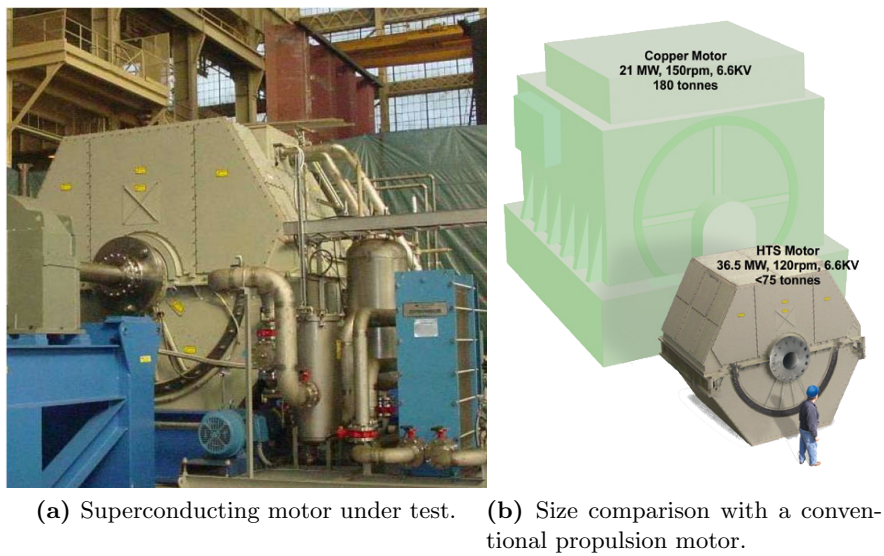 Copper Motor
21 MW, 150rpm, 6.6KV
180 tonnes
HTS Motor
36.5 MW, 120rpm, 6.6KV
<75 tonnes
(a) Superconducting motor under test.
(b) Size comparison with a conven-
tional propulsion motor.